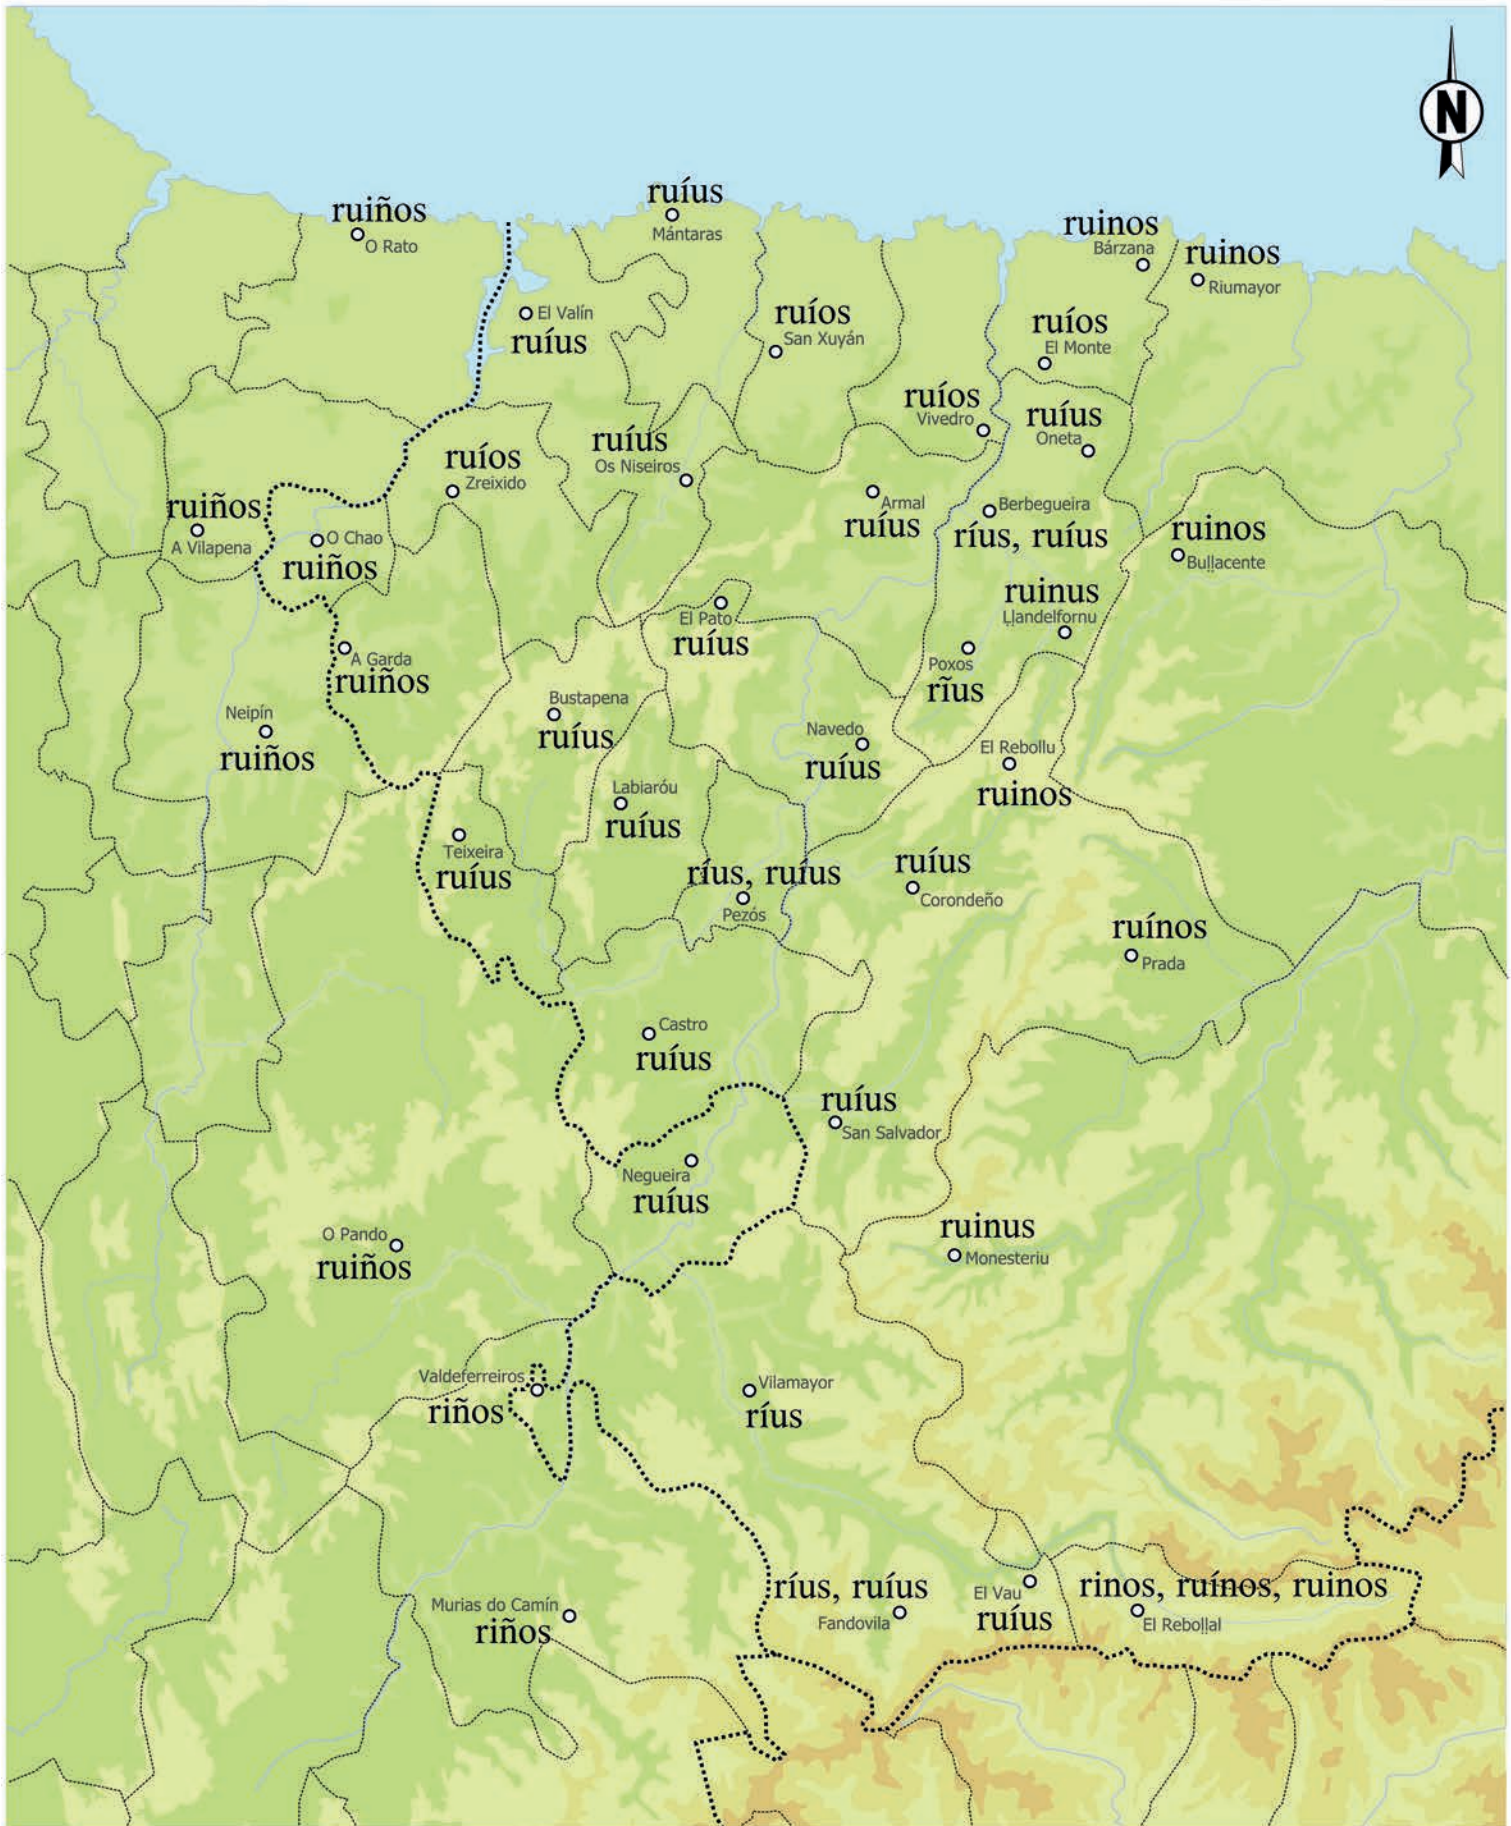 N
ruíus
Mántaras
ruiños
O Rato
ruinos
Bárzana
ruinos
Riumayor
El Valín
ruíus
ruíos
San Xuyán
ruíos
El Monte
ruíos
Vivedro
ruíus
Oneta
ruíus
Os Niseiros
ruíos
Zreixido
ruiños
A Vilapena
O Chao
ruiños
Armal
ruíus
Berbegueira
ríus, ruíus
ruinos
Buḷḷacente
ruinus
Ḷḷandelfornu
El Pato
ruíus
A Garda
ruiños
Poxos
rĩus
Bustapena
ruíus
Neipín
ruiños
Navedo
ruíus
El Rebollu
ruinos
Labiaróu
ruíus
Teixeira
ruíus
ríus, ruíus
Pezós
ruíus
Corondeño
ruínos
Prada
Castro
ruíus
ruíus
San Salvador
Negueira
ruíus
ruinus
Monesteriu
O Pando
ruiños
Valdeferreiros
riños
Vilamayor
ríus
Murias do Camín
riños
ríus, ruíus
Fandovila
El Vau
ruíus
rinos, ruínos, ruinos
El Reboḷḷal